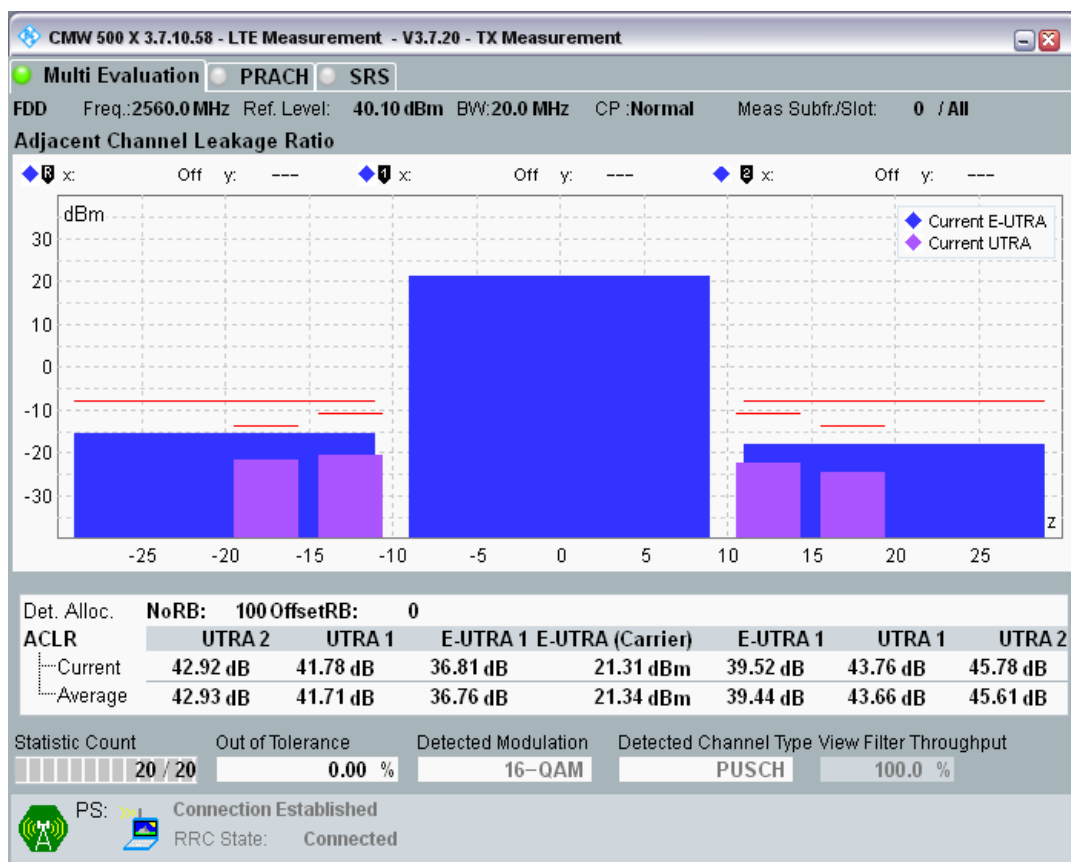 CMW 500 X 3.7.10.58 - LTE Measurement - V3.7.20 - TX Measurement
Multi Evaluation PRACH SRS
FDD Freq.:2560.0 MHz Ref. Level: 40.10 dBm BW:20.0 MHz CP :Normal Meas Subfr./Slot: 0 / All
Adjacent Channel Leakage Ratio
R x: Off y: --- 1 x: Off y: --- 2 x: Off y: ---
dBm
Current E-UTRA
Current UTRA
30
20
10
0
-10
-20
-30
z
-25 -20 -15 -10 -5 0 5 10 15 20 25
Det. Alloc. NoRB: 100 OffsetRB: 0
ACLR UTRA 2 UTRA 1 E-UTRA 1 E-UTRA (Carrier) E-UTRA 1 UTRA 1 UTRA 2
Current 42.92 dB 41.78 dB 36.81 dB 21.31 dBm 39.52 dB 43.76 dB 45.78 dB
Average 42.93 dB 41.71 dB 36.76 dB 21.34 dBm 39.44 dB 43.66 dB 45.61 dB
Statistic Count Out of Tolerance Detected Modulation Detected Channel Type View Filter Throughput
20 / 20 0.00 % 16-QAM PUSCH 100.0 %
PS: Connection Established
RRC State: Connected